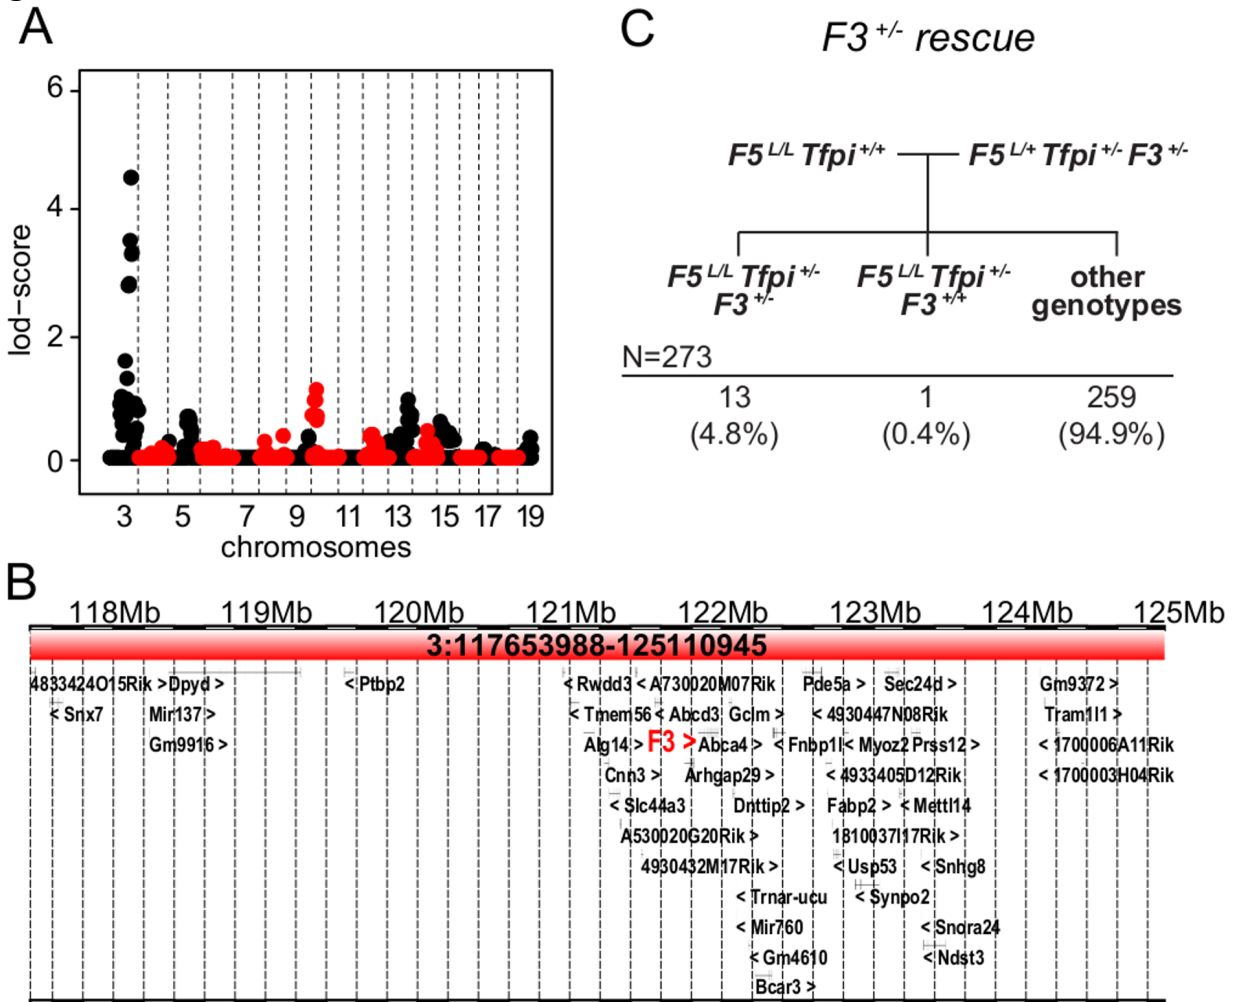 A
6
4
2
0
lod−score
3 5 7 9 11 13 15 17 19
chromosomes
C
F3 +/- rescue
F5 L/L Tfpi +/+ F5 L/+ Tfpi +/- F3 +/-
F5 L/L Tfpi +/- F5 L/L Tfpi +/- other
F3 +/- F3 +/+ genotypes
N=273
13 1 259
(4.8%) (0.4%) (94.9%)
B
118Mb 119Mb 120Mb 121Mb 122Mb 123Mb 124Mb 125Mb
3:117653988-125110945
4833424O15Rik > Dpyd > < Ptbp2 < Rwdd3 < A730020M07Rik Pde5a > Sec24d > Gm9372 >
< Snx7 Mir137 > < Tmem56 < Abcd3 Gclm > < 4930447N08Rik Tram1l1 >
Gm9916 > Alg14 > F3 > Abca4 > < Fnbp1l < Myoz2 Prss12 > < 1700006A11Rik
Cnn3 > Arhgap29 > < 4933405D12Rik < 1700003H04Rik
< Slc44a3 Dnttip2 > Fabp2 > < Mettl14
A530020G20Rik > 1810037I17Rik >
4930432M17Rik > < Usp53 < Snhg8
< Trnar-ucu < Synpo2
< Mir760 < Snora24
< Gm4610 < Ndst3
Bcar3 >